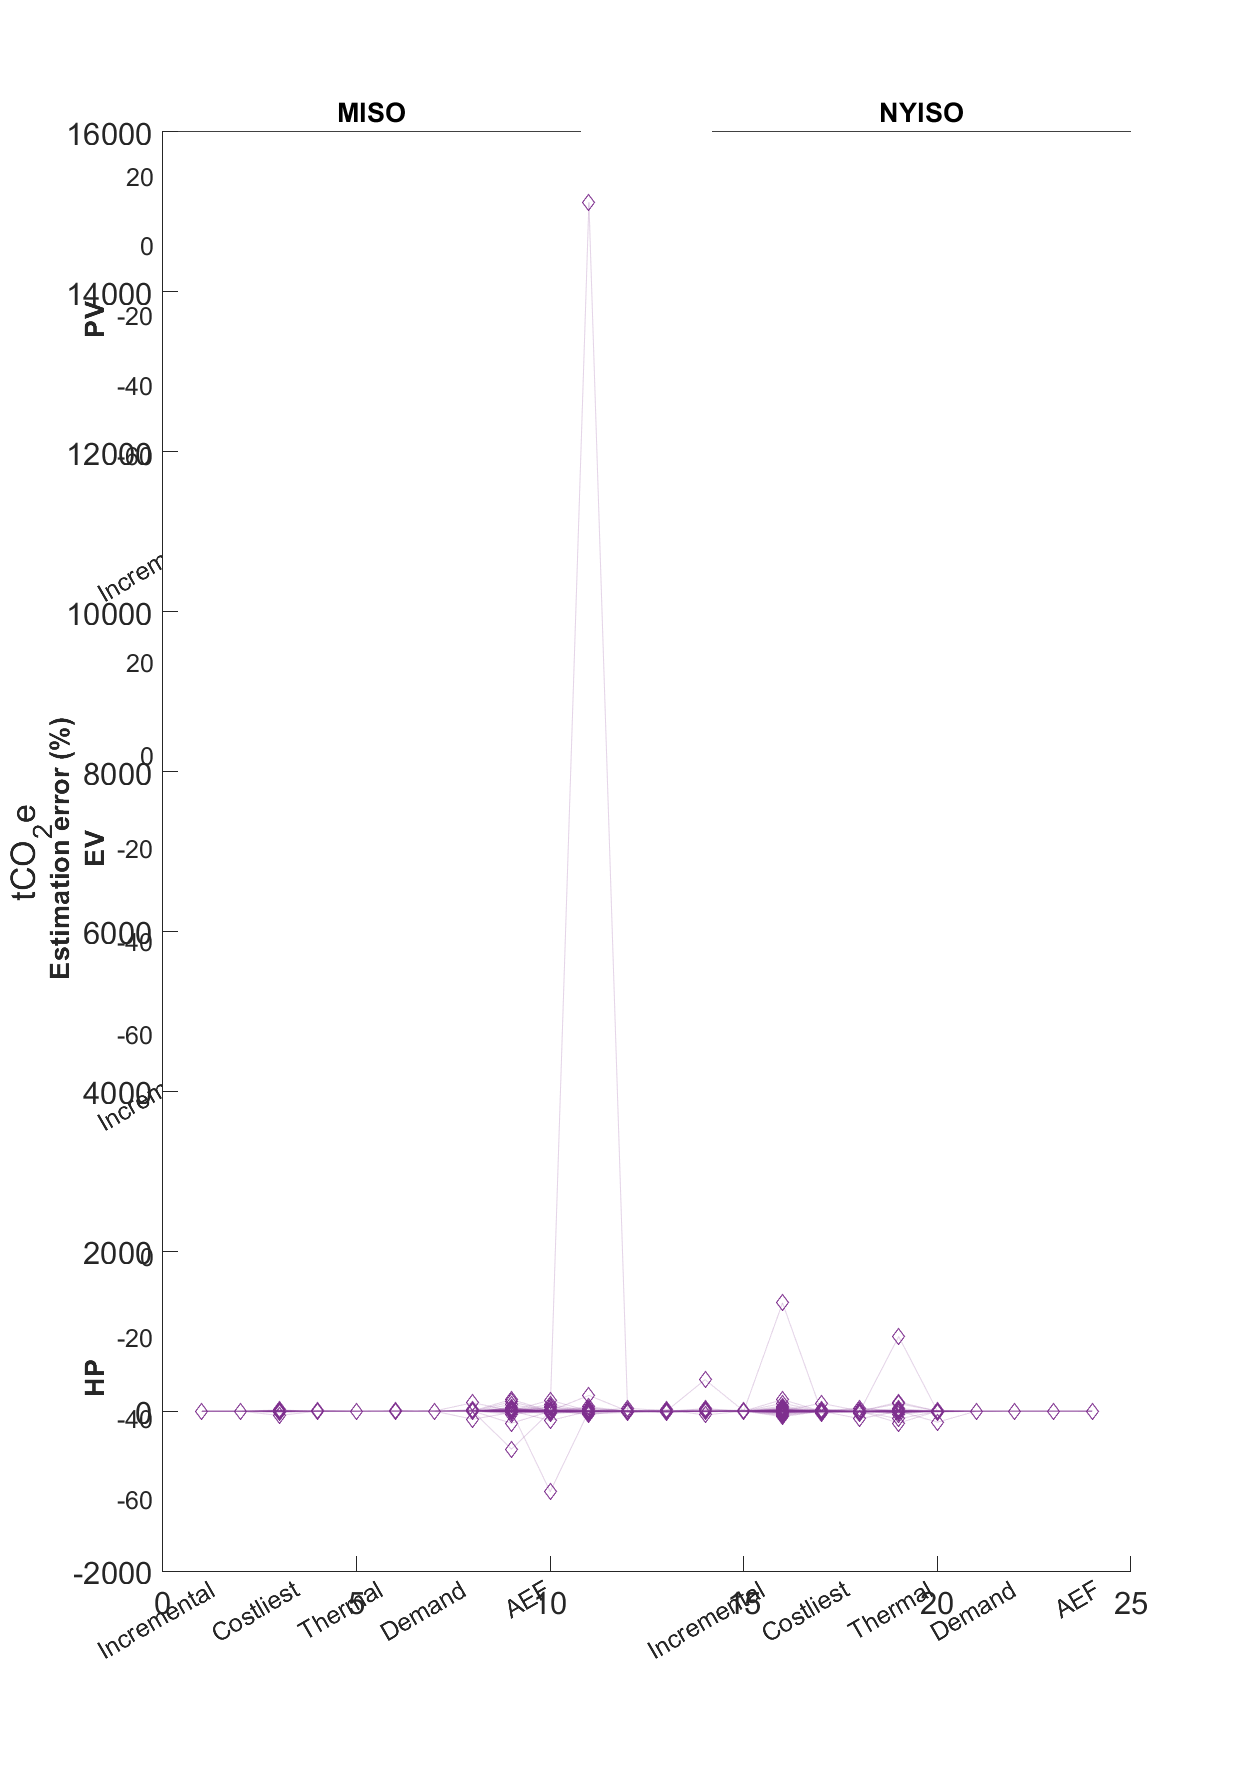 MISO
NYISO
16000
20
0
14000
PV
-20
-40
12000
-60
Increm
10000
20
Estimation error (%)
0
8000
tCO2e
EV
-20
6000
-40
-60
4000
Increm
2000
0
-20
HP
0
-40
-60
-2000
0
5
10
15
20
25
Incremental
Costliest
Thermal
Demand
AEF
Incremental
Costliest
Thermal
Demand
AEF